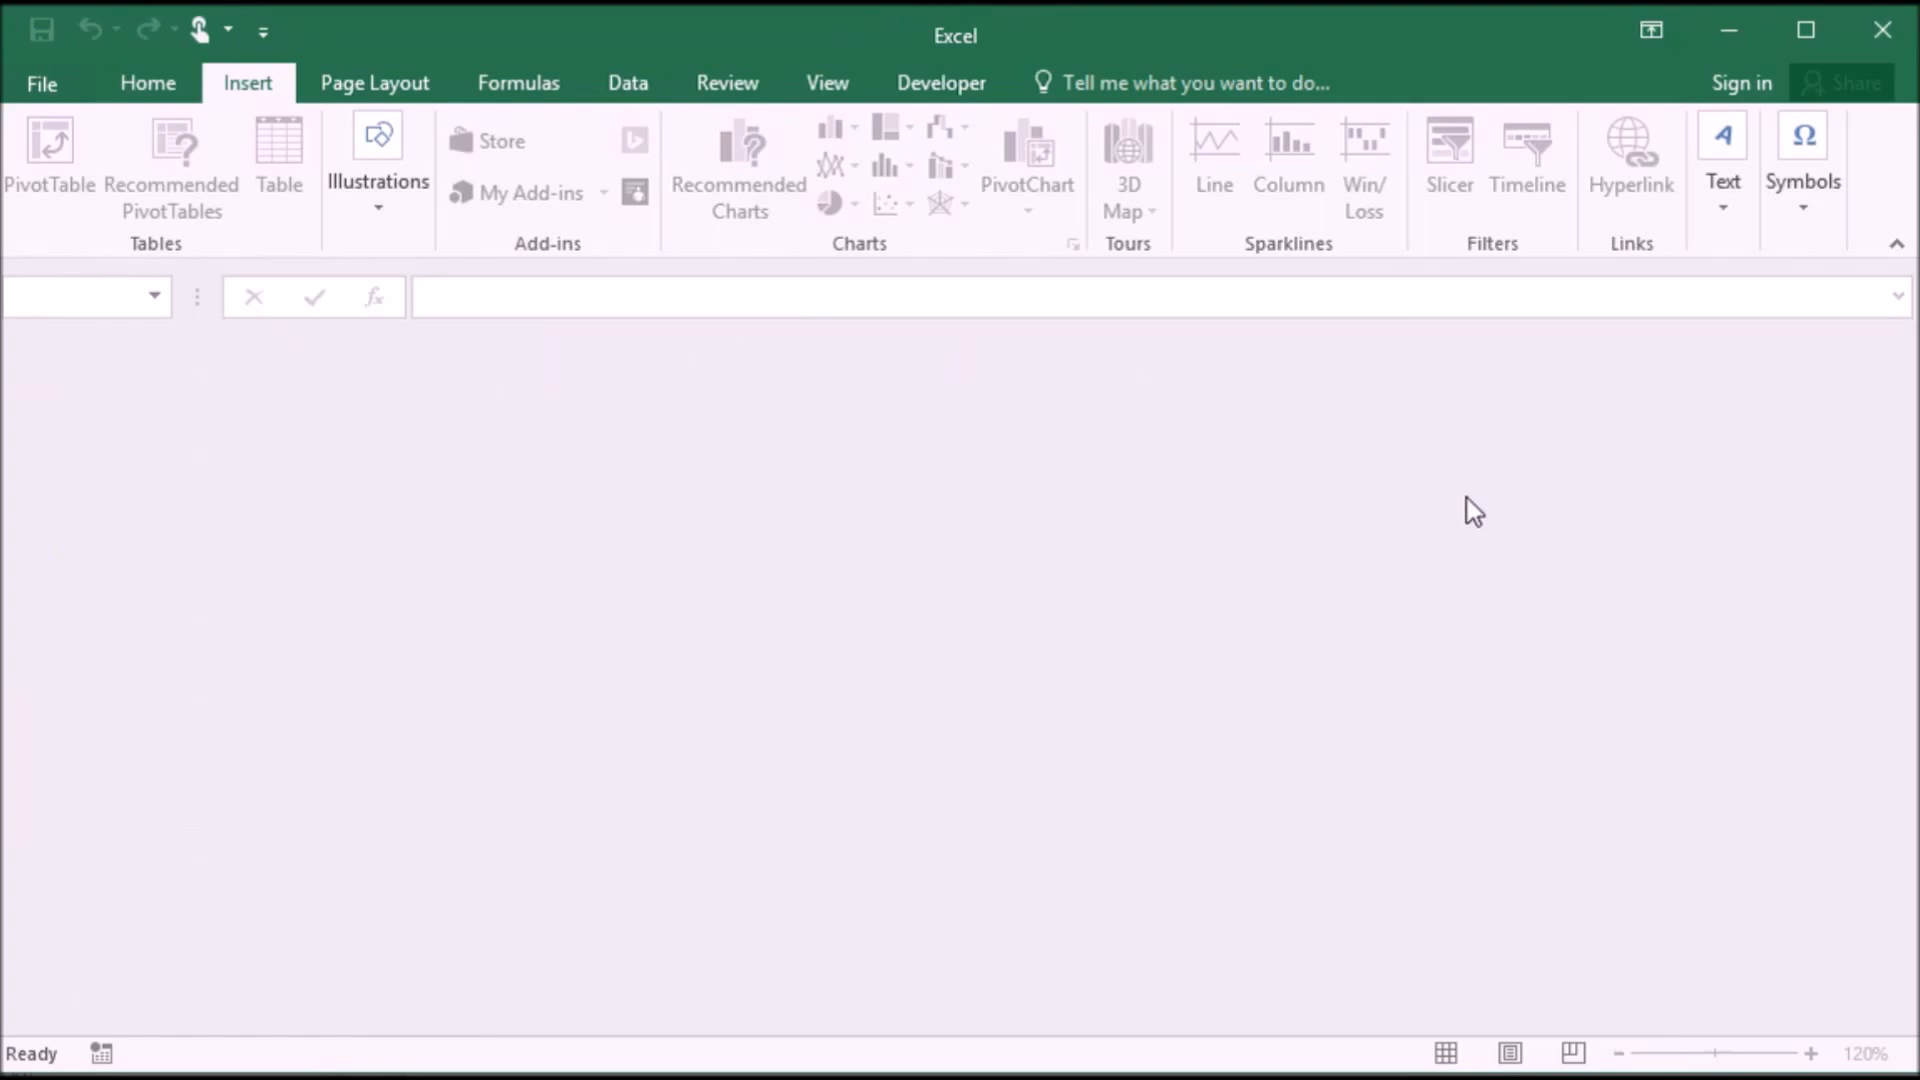 Excel
File Home Insert Page Layout Formulas Data Review View Developer Tell me what you want to do... Sign in Share
PivotTable Recommended PivotTables Table
Illustrations
Store
My Add-ins
Recommended Charts
PivotChart
3D Map
Line Column Win/ Loss
Slicer Timeline
Hyperlink
Text
Symbols
Tables Add-ins Charts Tours Sparklines Filters Links
fx
Ready 120%